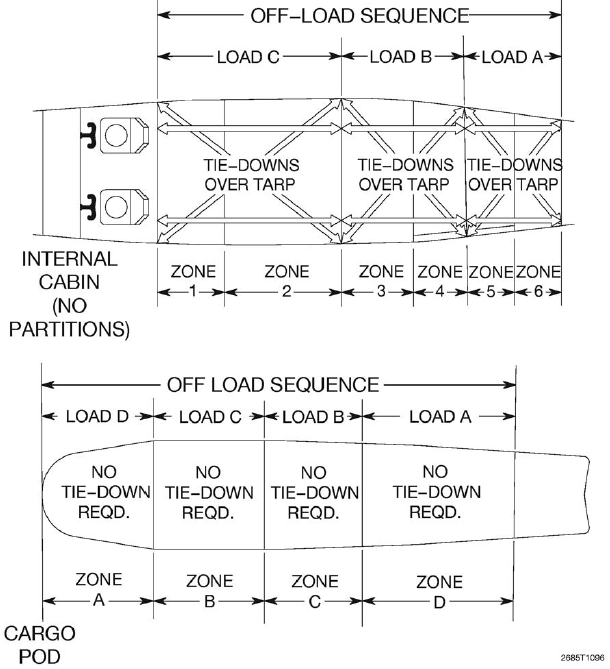 OFF-LOAD SEQUENCE
LOAD C LOAD B LOAD A
TIE-DOWNS OVER TARP
TIE-DOWNS OVER TARP
TIE-DOWNS OVER TARP
INTERNAL
CABIN
(NO
PARTITIONS)
ZONE 1
ZONE 2
ZONE 3
ZONE 4
ZONE 5
ZONE 6
OFF LOAD SEQUENCE
LOAD D LOAD C LOAD B LOAD A
NO
TIE-DOWN
REQD.
NO
TIE-DOWN
REQD.
NO
TIE-DOWN
REQD.
NO
TIE-DOWN
REQD.
ZONE A
ZONE B
ZONE C
ZONE D
CARGO
POD
2685T1096